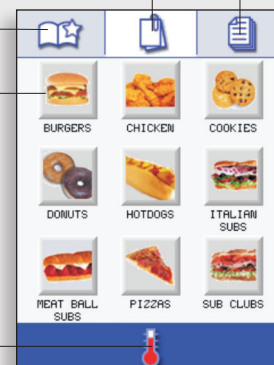 BURGERS CHICKEN COOKIES
DONUTS HOTDOGS ITALIAN
SUBS
MEAT BALL PIZZAS SUB CLUBS
SUBS